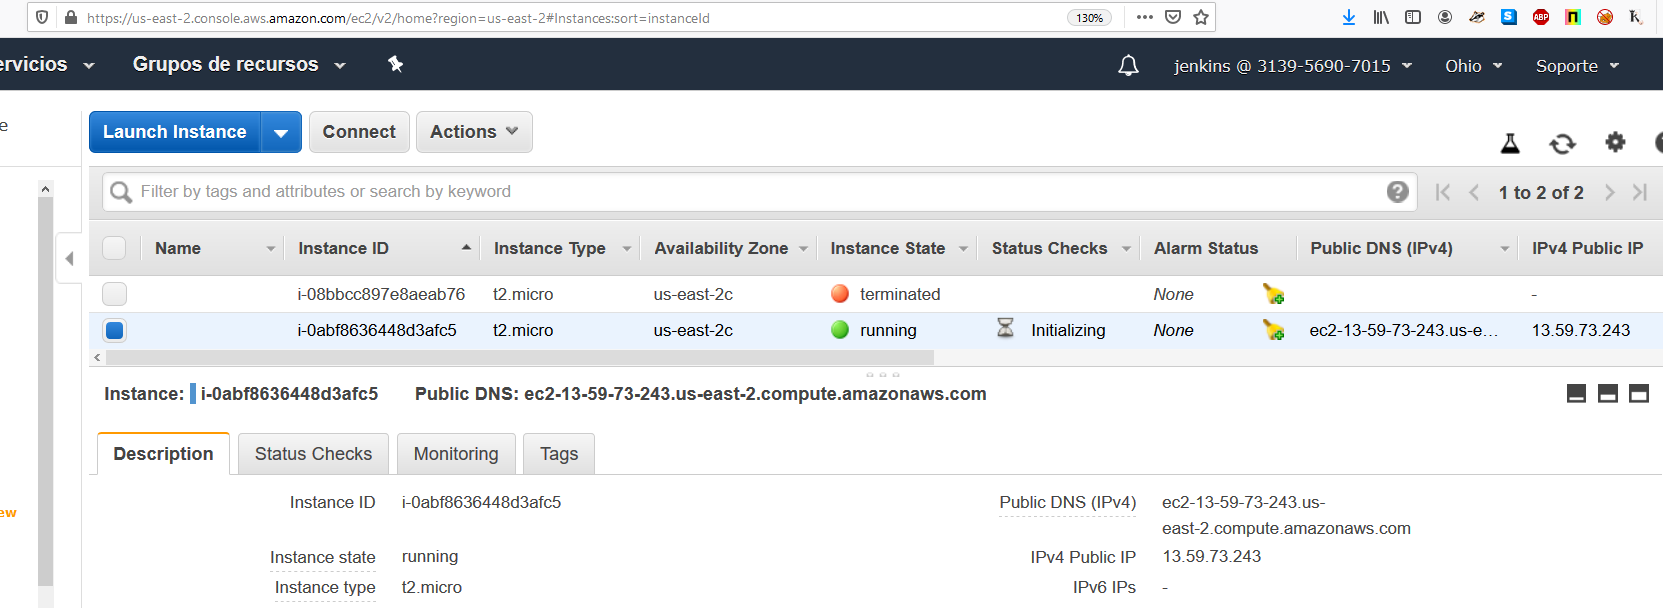 https://us-east-2.console.aws.amazon.com/ec2/v2/home?region=us-east-2#Instances:sort=instanceId 130%
S ABP
ervicios Grupos de recursos jenkins @ 3139-5690-7015 Ohio Soporte
e
Launch Instance Connect Actions
Filter by tags and attributes or search by keyword ? 1 to 2 of 2
Name Instance ID Instance Type Availability Zone Instance State Status Checks Alarm Status Public DNS (IPv4) IPv4 Public IP
i-08bbcc897e8aeab76 t2.micro us-east-2c terminated None -
i-0abf8636448d3afc5 t2.micro us-east-2c running Initializing None ec2-13-59-73-243.us-e... 13.59.73.243
Instance: i-0abf8636448d3afc5 Public DNS: ec2-13-59-73-243.us-east-2.compute.amazonaws.com
Description Status Checks Monitoring Tags
Instance ID i-0abf8636448d3afc5 Public DNS (IPv4) ec2-13-59-73-243.us-
east-2.compute.amazonaws.com
ew
Instance state running IPv4 Public IP 13.59.73.243
Instance type t2.micro IPv6 IPs -